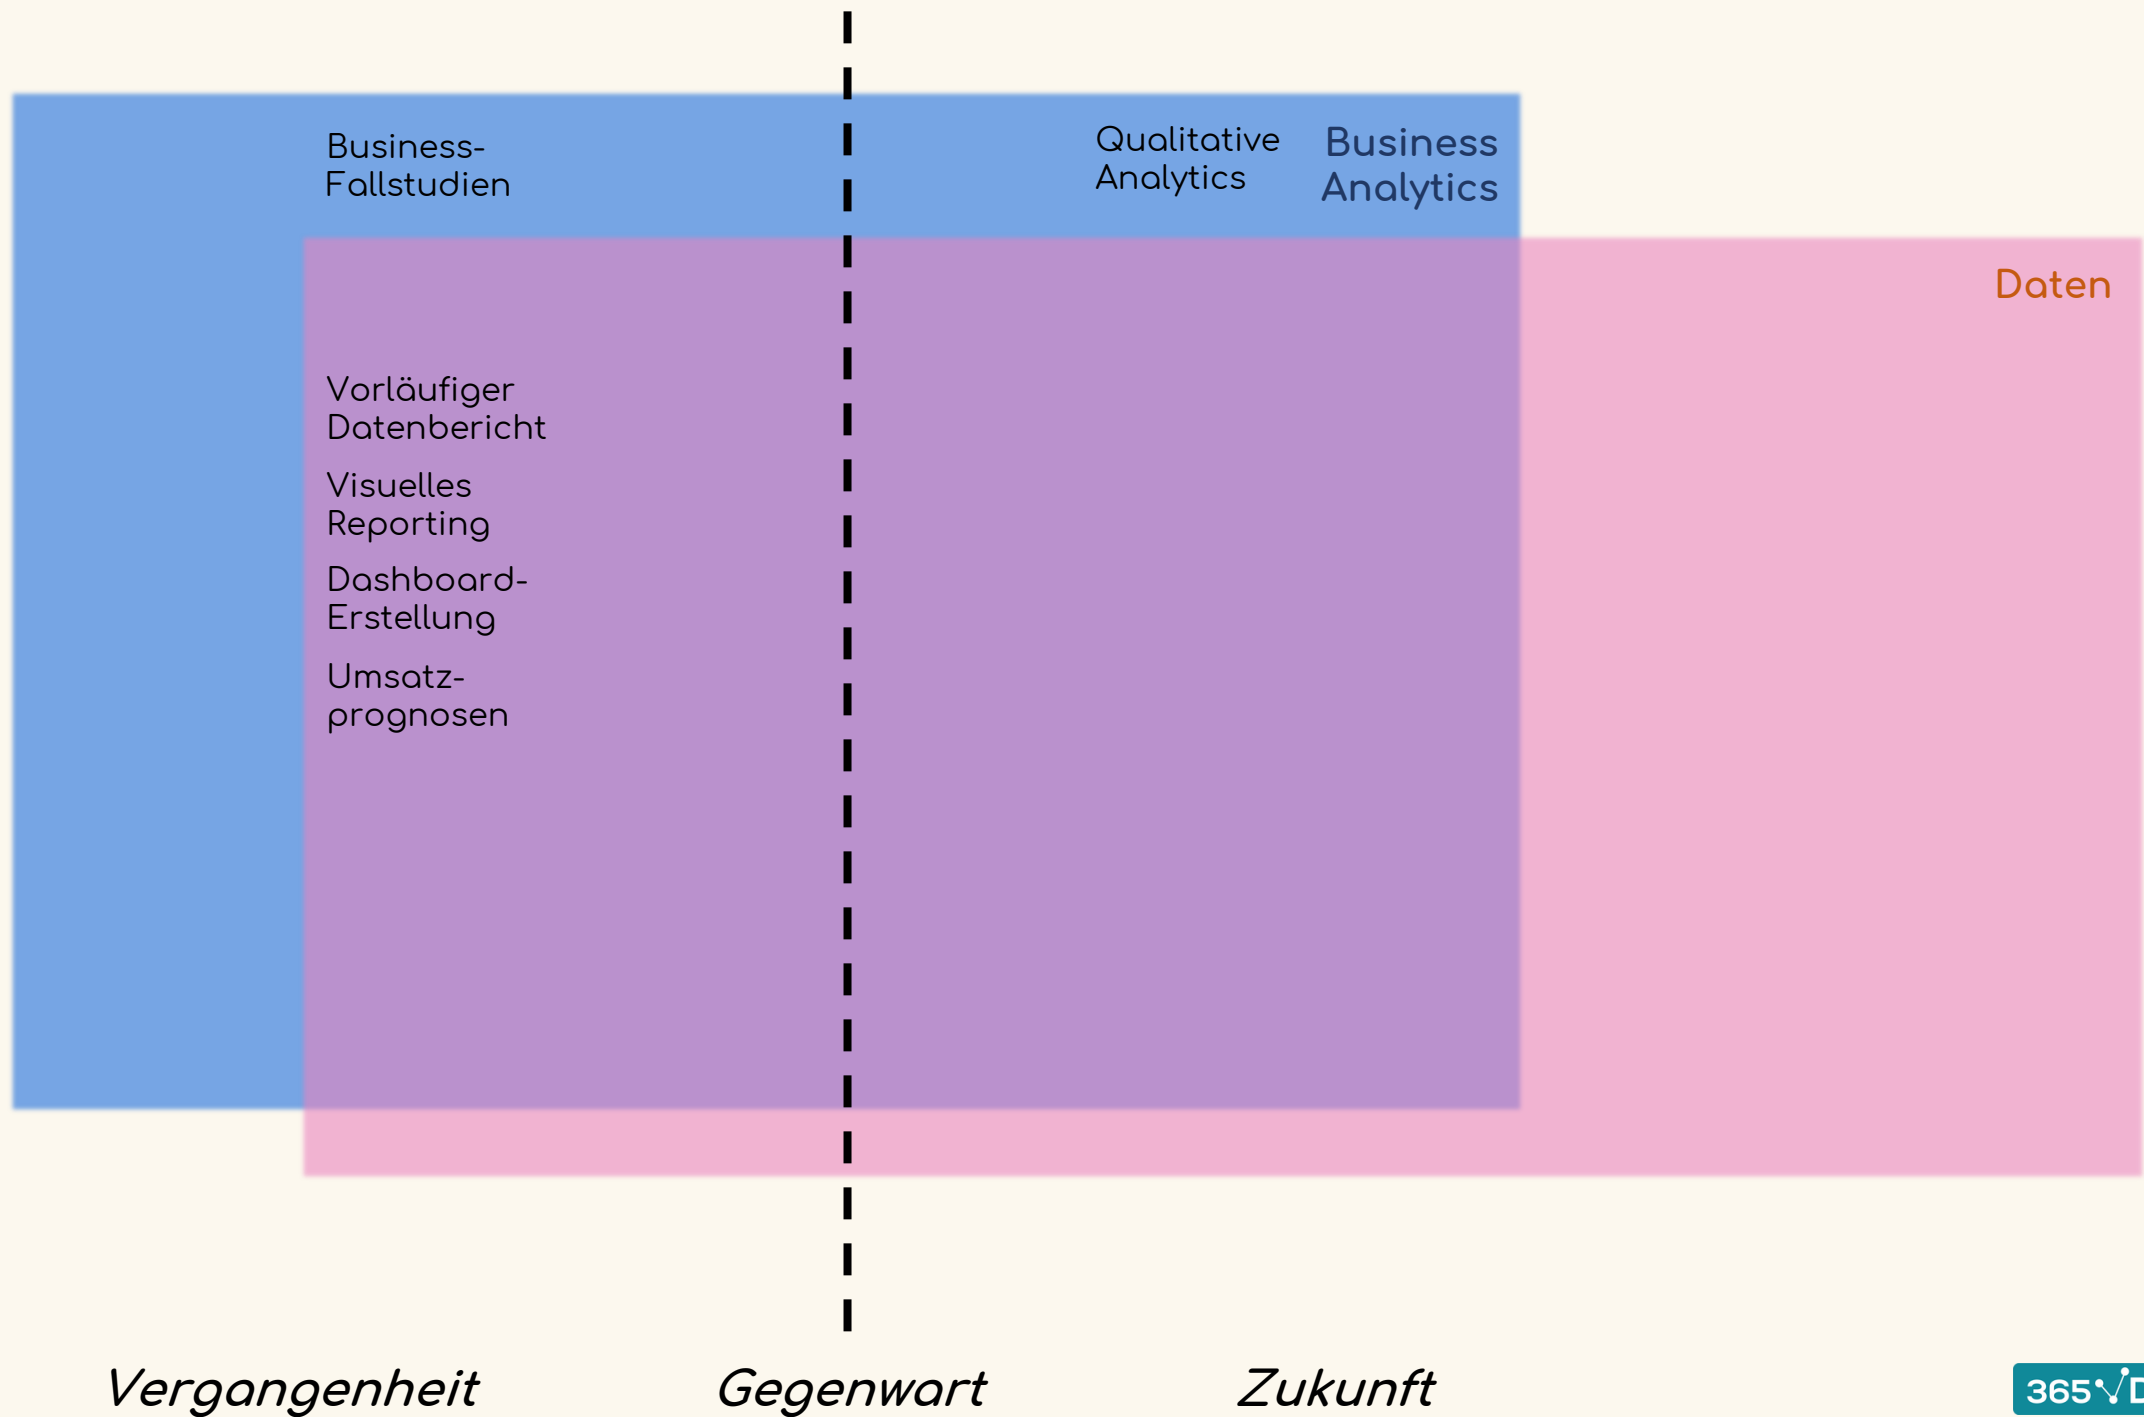 Business-
Fallstudien
Qualitative
Analytics
Business
Analytics
Daten
Vorläufiger
Datenbericht
Visuelles
Reporting
Dashboard-
Erstellung
Umsatz-
prognosen
Vergangenheit
Gegenwart
Zukunft
365